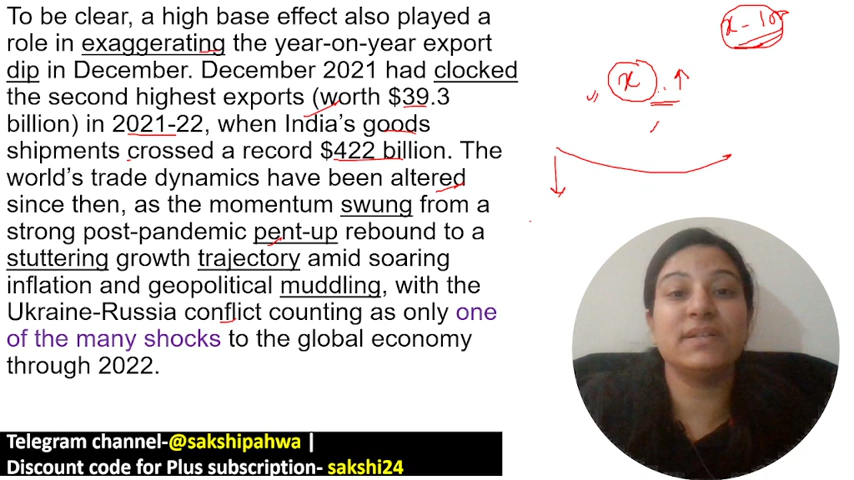 To be clear, a high base effect also played a
role in exaggerating the year-on-year export
dip in December. December 2021 had clocked
the second highest exports (worth $39.3
billion) in 2021-22, when India's goods
shipments crossed a record $422 billion. The
world's trade dynamics have been altered
since then, as the momentum swung from a
strong post-pandemic pent-up rebound to a
stuttering growth trajectory amid soaring
inflation and geopolitical muddling, with the
Ukraine-Russia conflict counting as only one
of the many shocks to the global economy
through 2022.
x
Telegram channel-@sakshipahwa |
Discount code for Plus subscription- sakshi24